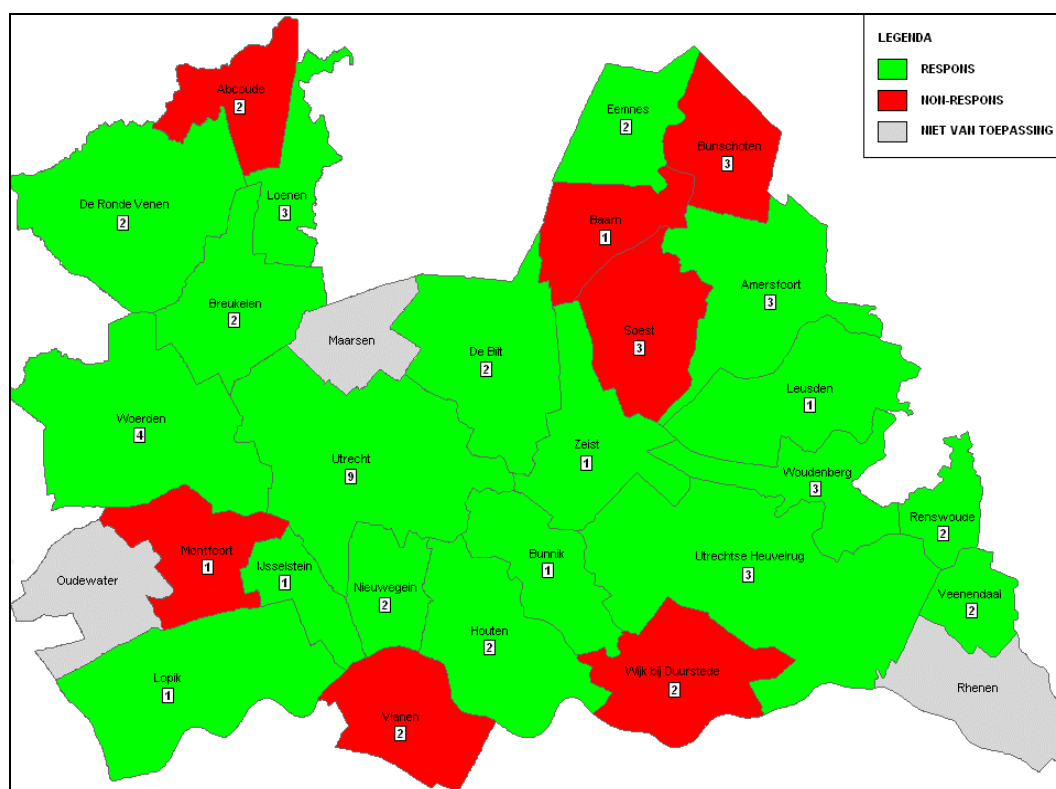 LEGENDA
RESPONS
NON-RESPONS
NIET VAN TOEPASSING
Abcoude
2
Eemnes
2
Bunschoten
3
De Ronde Venen
2
Loenen
3
Baarn
1
Amersfoort
3
Breukelen
2
Maarsen
De Bilt
2
Soest
3
Leusden
1
Woerden
4
Utrecht
9
Zeist
1
Woudenberg
3
Renswoude
2
Montfoort
1
IJsselstein
1
Nieuwegein
2
Bunnik
1
Utrechtse Heuvelrug
3
Oudewater
Veenendaal
2
Houten
2
Lopik
1
Wijk bij Duurstede
2
Rhenen
Vianen
2